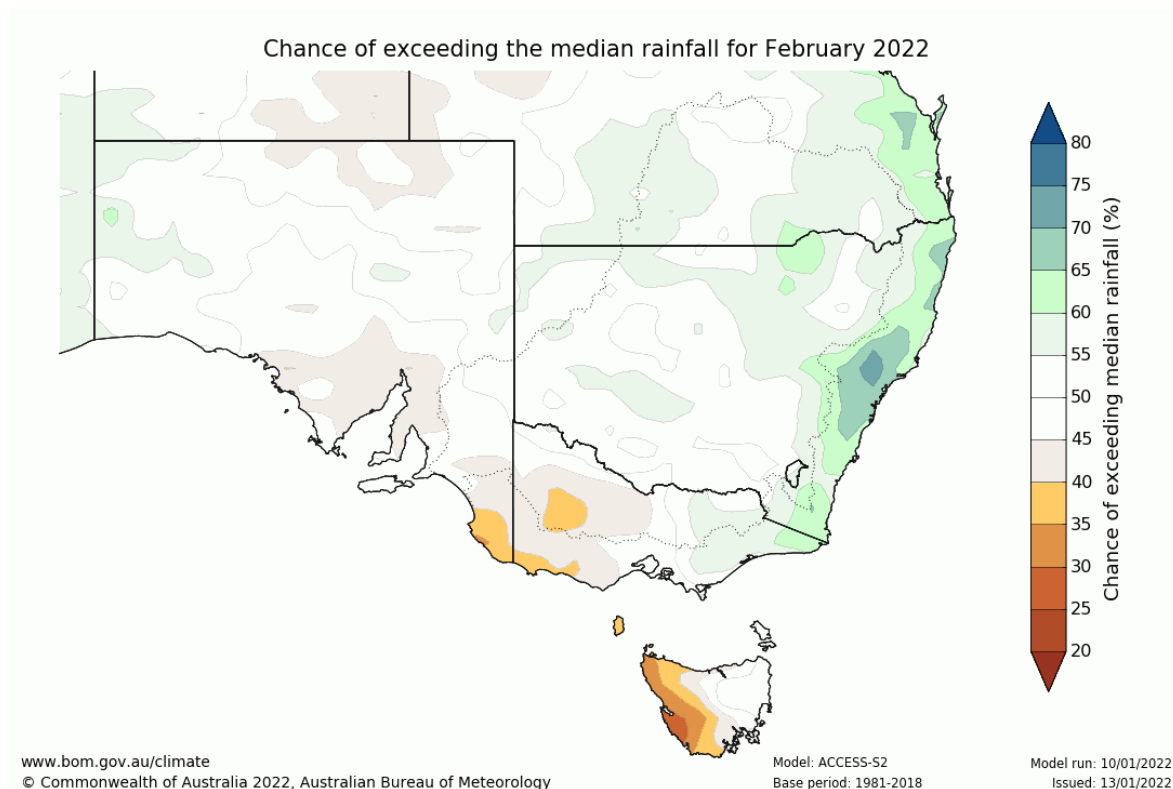 Chance of exceeding the median rainfall for February 2022
80
75
70
65
60
55
50
45
40
35
30
25
20
Chance of exceeding median rainfall (%)
www.bom.gov.au/climate
© Commonwealth of Australia 2022, Australian Bureau of Meteorology
Model: ACCESS-S2
Base period: 1981-2018
Model run: 10/01/2022
Issued: 13/01/2022